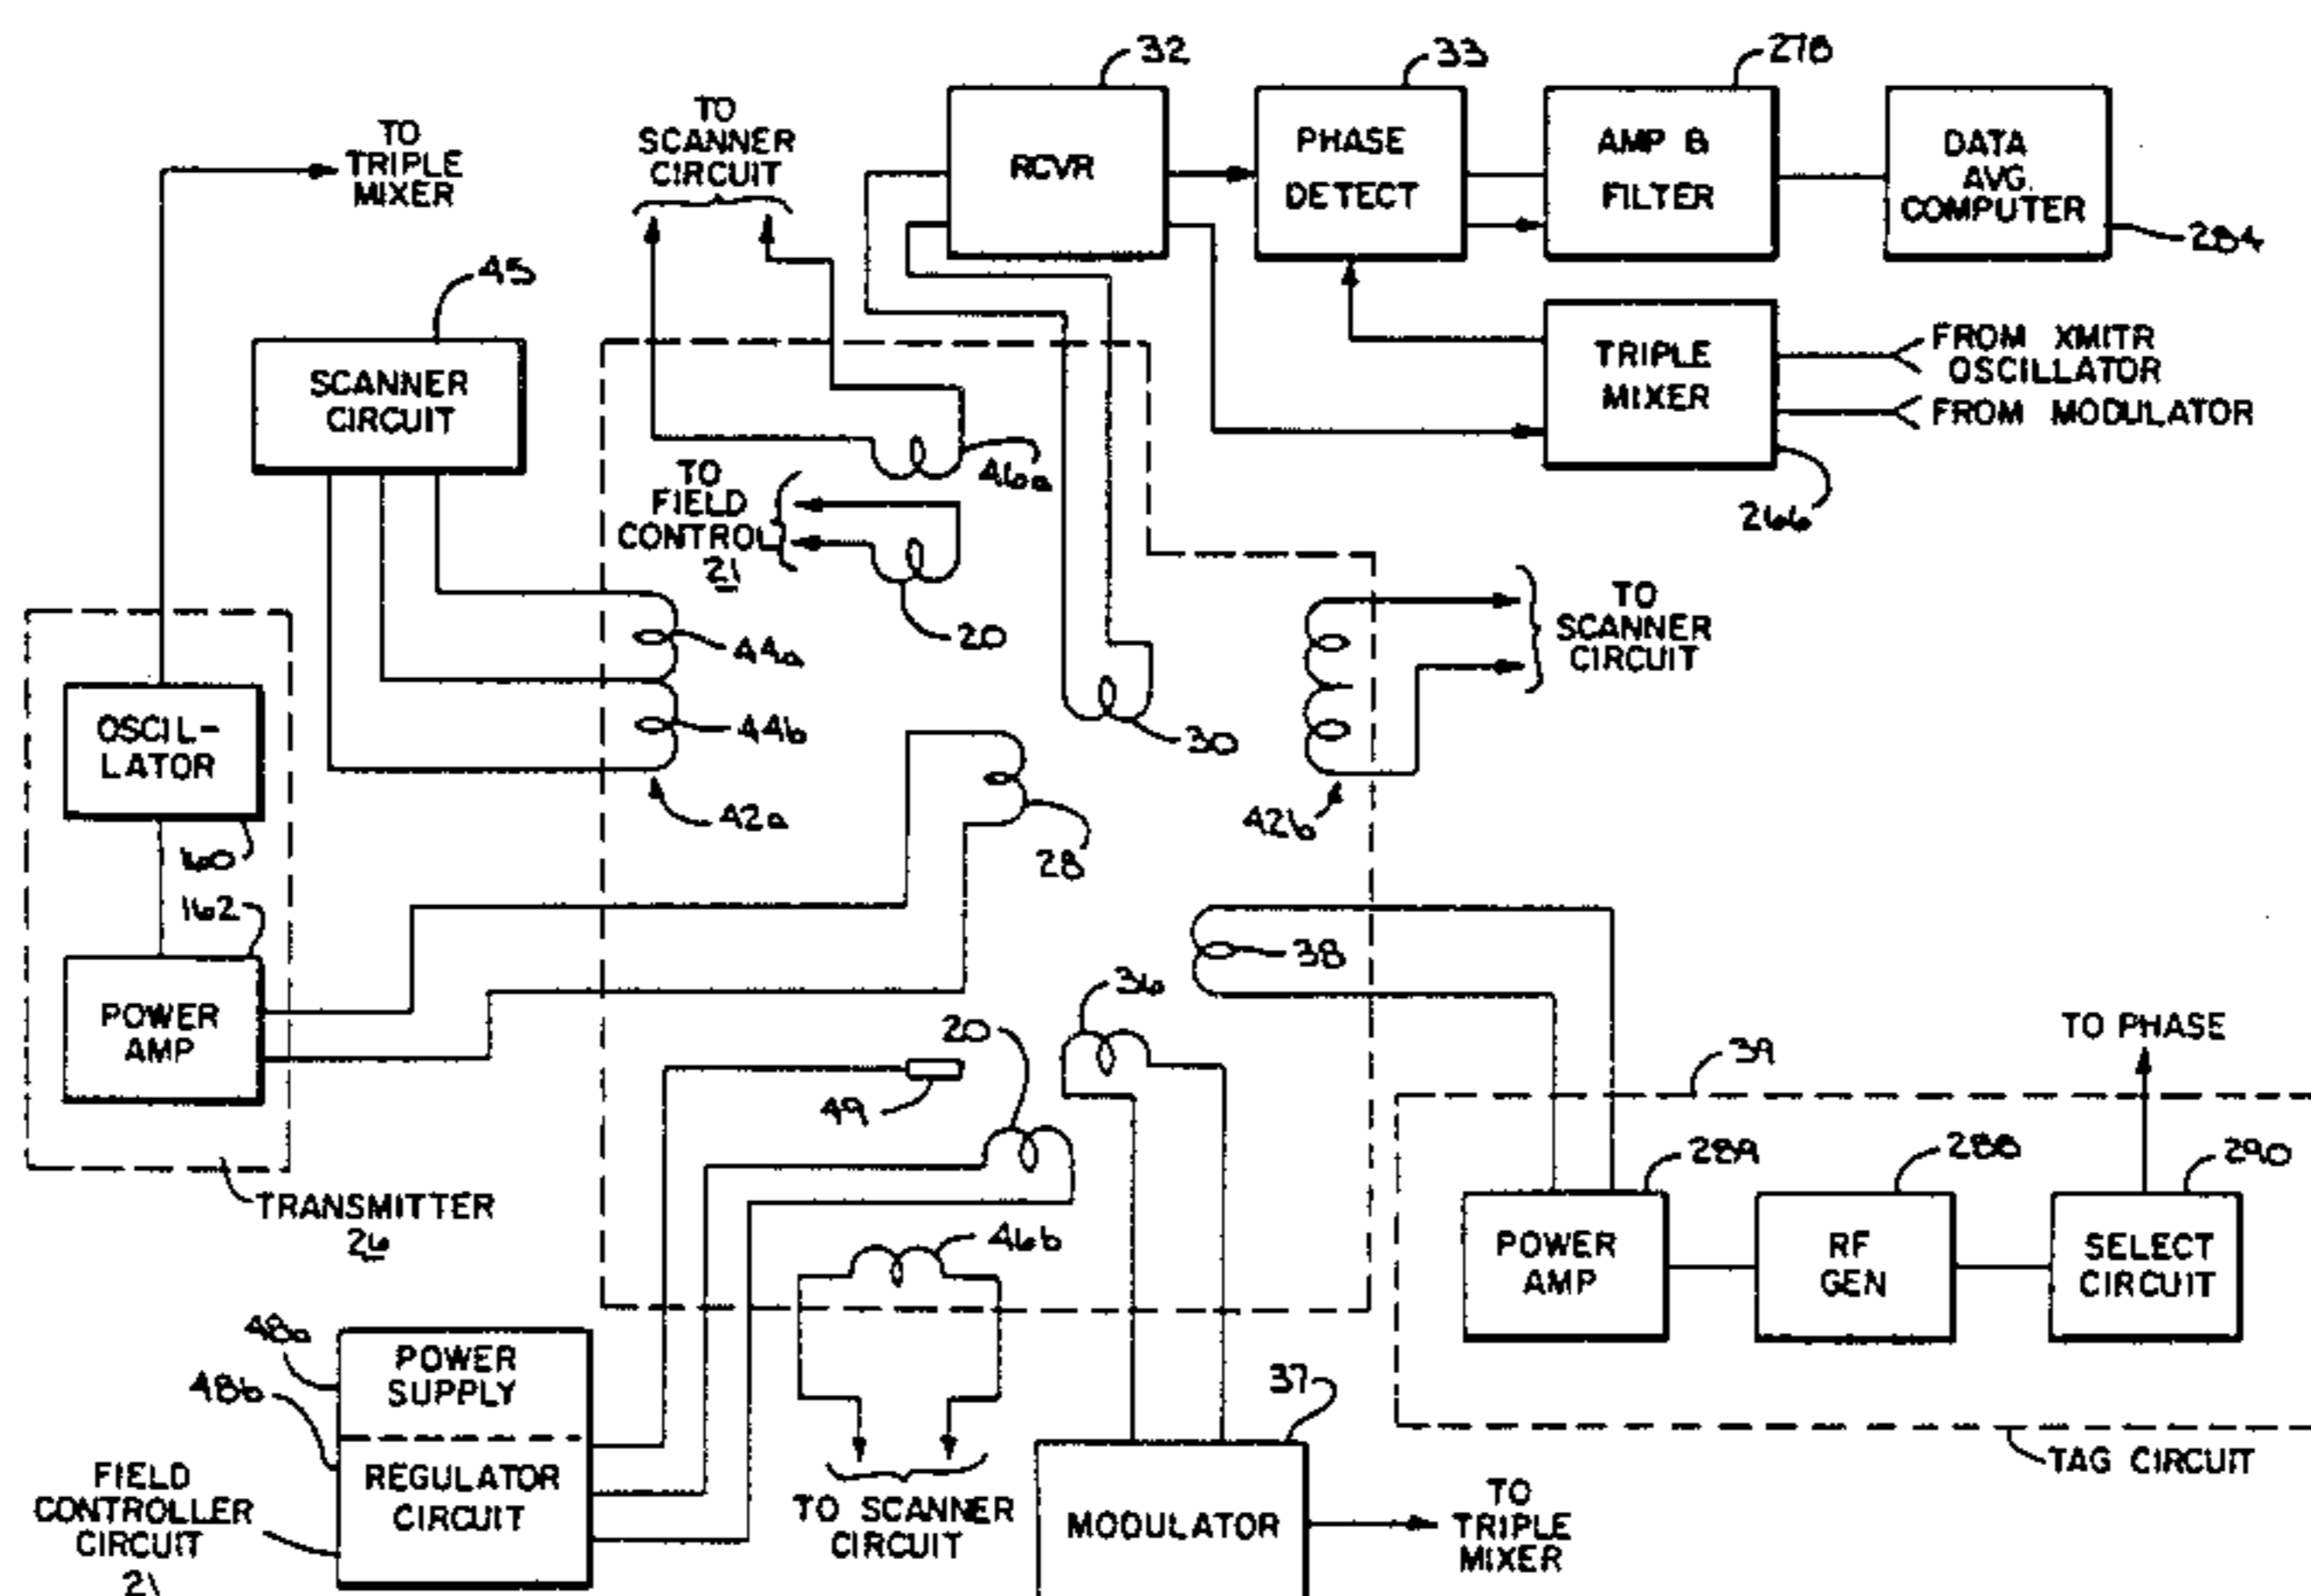 32
33
278
TO
SCANNER
CIRCUIT
TO
TRIPLE
MIXER
RCVR
PHASE
DETECT
AMP &
FILTER
DATA
AVG.
COMPUTER
284
45
SCANNER
CIRCUIT
TRIPLE
MIXER
FROM XMITR
OSCILLATOR
FROM MODULATOR
266
46a
TO
FIELD
CONTROL
21
20
44a
44b
42a
30
TO
SCANNER
CIRCUIT
42b
OSCIL-
LATOR
160
28
162
POWER
AMP
38
36
20
49
TRANSMITTER
26
39
TO PHASE
289
288
290
POWER
AMP
RF
GEN
SELECT
CIRCUIT
TAG CIRCUIT
46b
48a
48b
POWER
SUPPLY
REGULATOR
CIRCUIT
FIELD
CONTROLLER
CIRCUIT
21
TO SCANNER
CIRCUIT
37
MODULATOR
TO
TRIPLE
MIXER